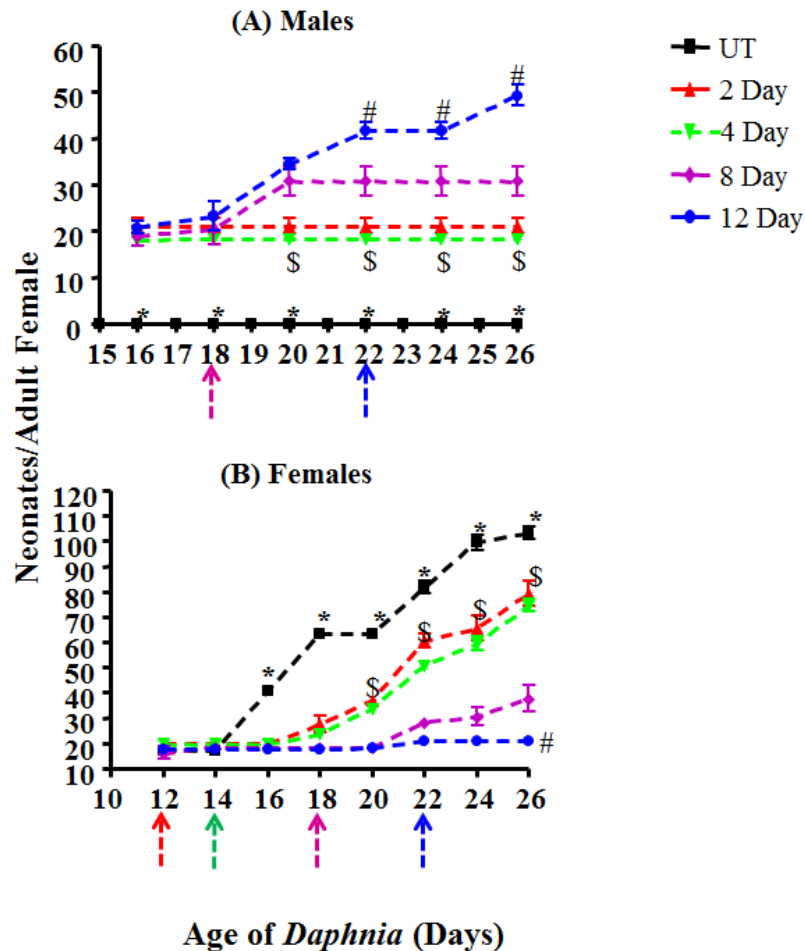 (A) Males
60
50
40
30
20
10
0
15 16 17 18 19 20 21 22 23 24 25 26
# # #
$ $ $ $
* * * * * *
UT
2 Day
4 Day
8 Day
12 Day
Neonates/Adult Female
(B) Females
120
110
100
90
80
70
60
50
40
30
20
10
10 12 14 16 18 20 22 24 26
* * * * * *
$ $ $ $
#
Age of Daphnia (Days)